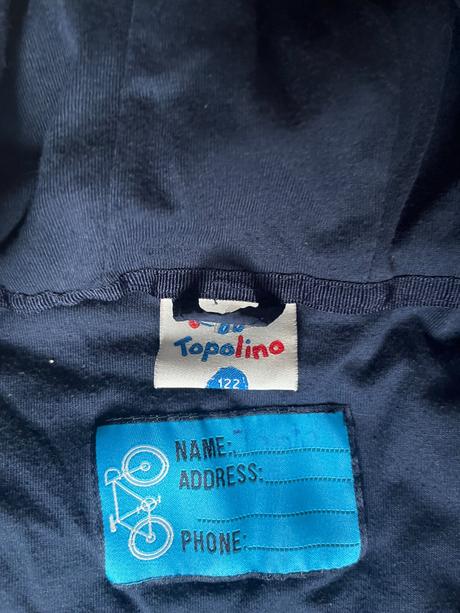 Topolino
122
NAME:
ADDRESS:
PHONE: